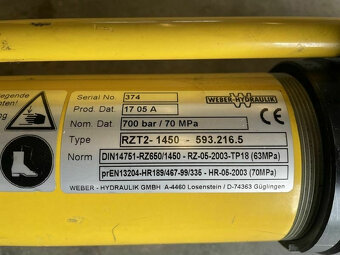 Serial No 374
WEBER-HYDRAULIK
Prod. Dat. 17 05 A
Nom. Dat. 700 bar / 70 MPa
Type RZT2- 1450 - 593.216.5
Norm DIN14751-RZ650/1450 - RZ-05-2003-TP18 (63MPa)
prEN13204-HR189/467-99/335 - HR-05-2003 (70MPa)
WEBER - HYDRAULIK GMBH A-4460 Losenstein / D-74363 Güglingen